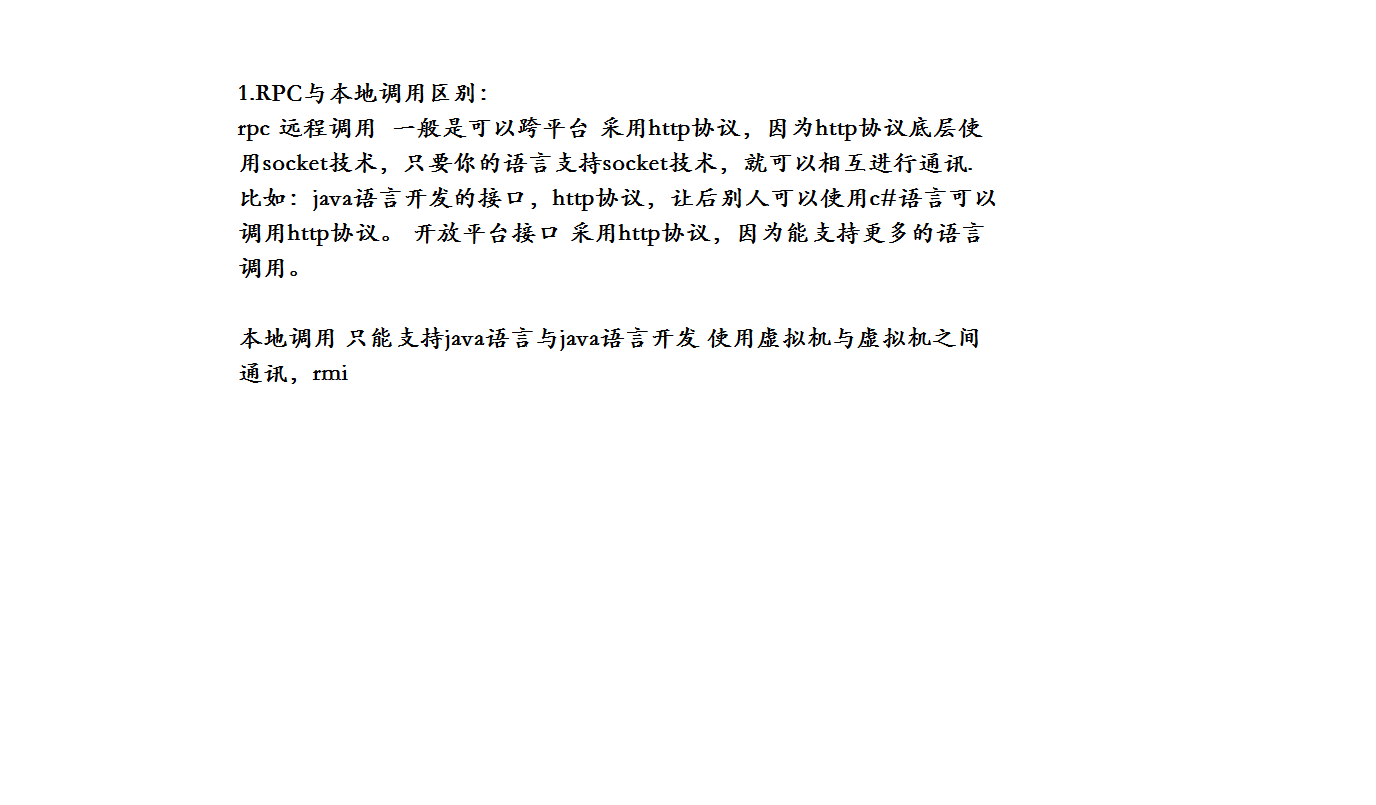 1.RPC与本地调用区别：
rpc 远程调用  一般是可以跨平台 采用http协议，因为http协议底层使
用socket技术，只要你的语言支持socket技术，就可以相互进行通讯.
比如：java语言开发的接口，http协议，让后别人可以使用c#语言可以
调用http协议。 开放平台接口 采用http协议，因为能支持更多的语言
调用。
本地调用 只能支持java语言与java语言开发 使用虚拟机与虚拟机之间
通讯，rmi